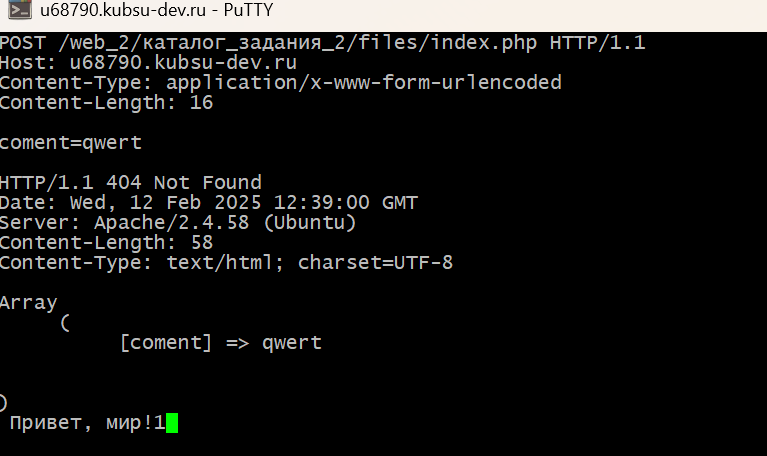 u68790.kubsu-dev.ru - PuTTY
POST /web_2/каталог_задания_2/files/index.php HTTP/1.1
Host: u68790.kubsu-dev.ru
Content-Type: application/x-www-form-urlencoded
Content-Length: 16
coment=qwert
HTTP/1.1 404 Not Found
Date: Wed, 12 Feb 2025 12:39:00 GMT
Server: Apache/2.4.58 (Ubuntu)
Content-Length: 58
Content-Type: text/html; charset=UTF-8
Array
(
[coment] => qwert
)
Привет, мир!1